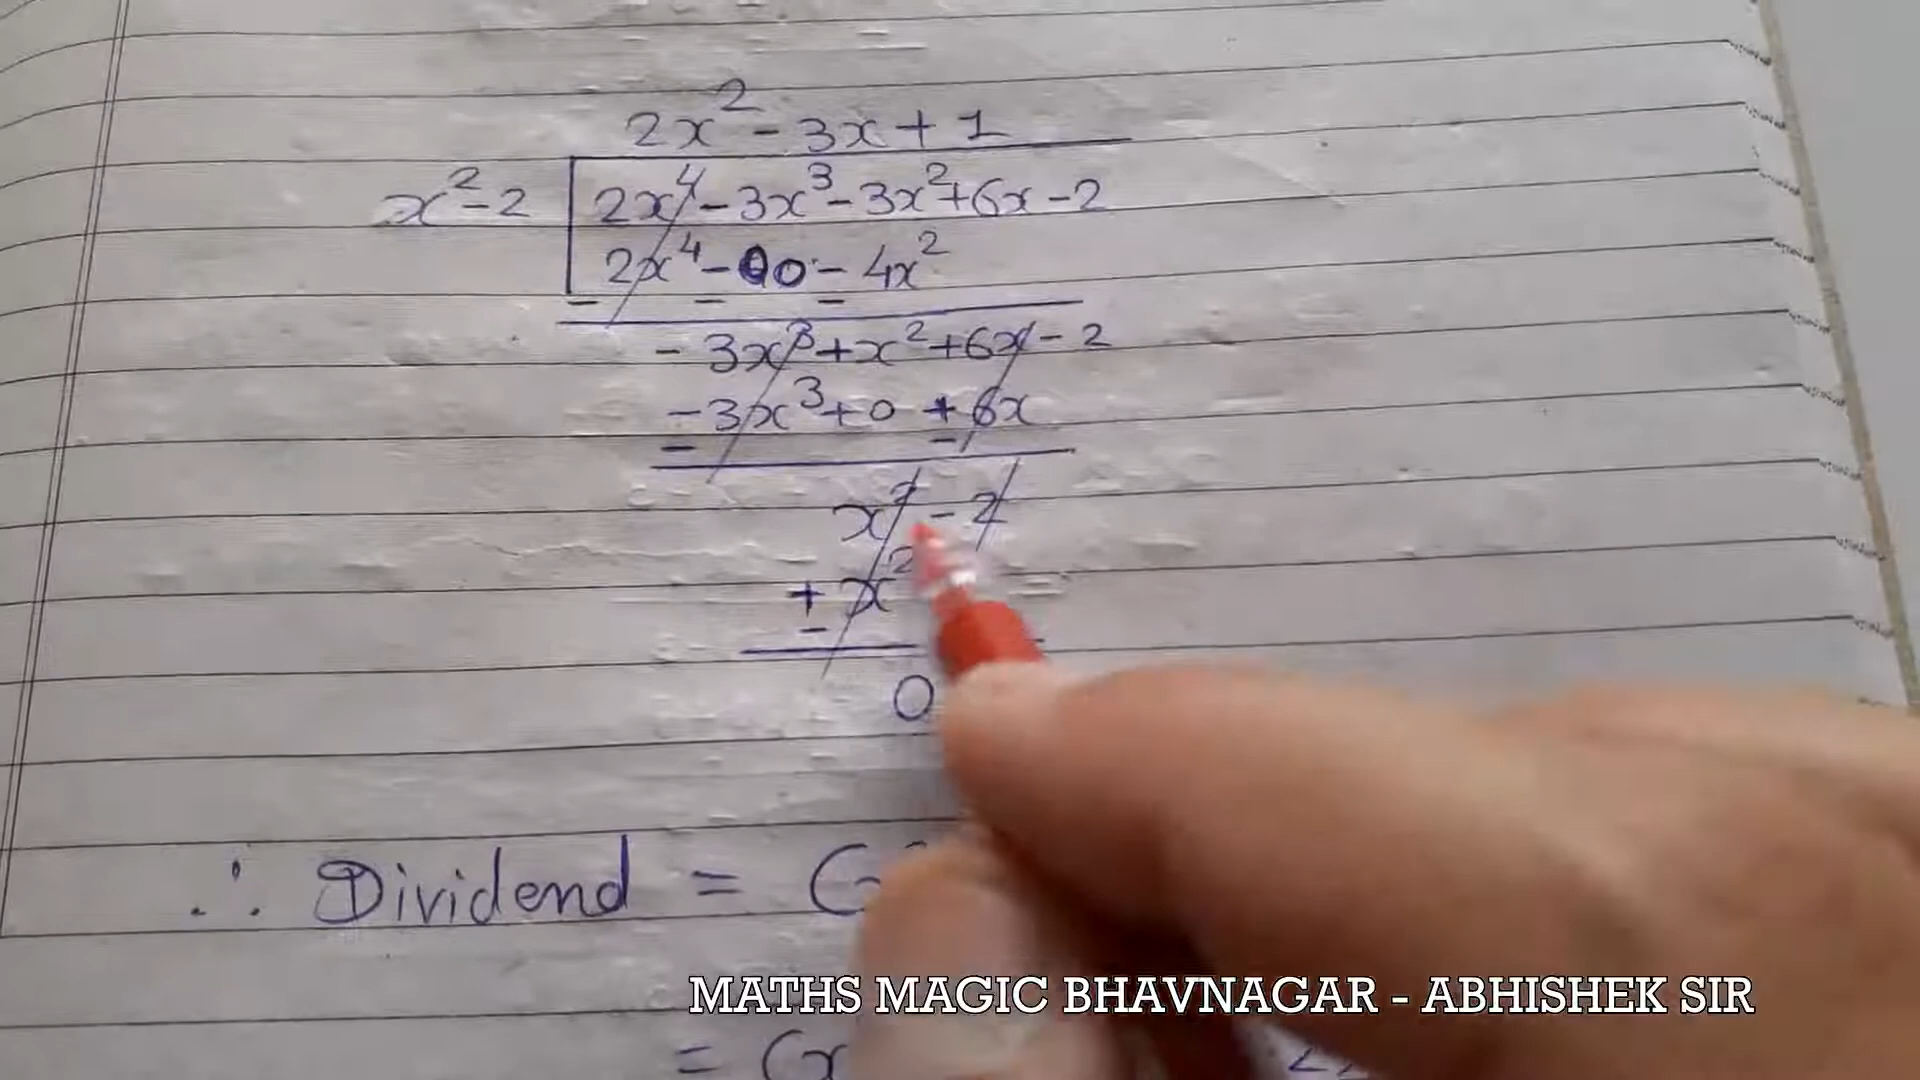 2x² - 3x + 1
x² - 2 2x⁴ - 3x³ - 3x² + 6x - 2
2x⁴ - 0 0 - 4x²
- - -
- 3x³ + x² + 6x - 2
- 3x³ + 0 + 6x
- -
x² - 2
+ x²
-
0
∴ Dividend = (
= (x
MATHS MAGIC BHAVNAGAR - ABHISHEK SIR